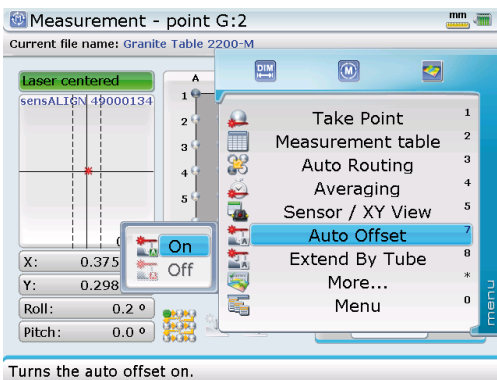 Measurement - point G:2
mm
Current file name: Granite Table 2200-M
Laser centered
sensALIGN 49000134
A
1
2
3
4
5
DIM
M
Take Point 1
Measurement table 2
Auto Routing 3
Averaging 4
Sensor / XY View 5
Auto Offset 7
Extend By Tube 8
More... *
Menu 0
menu
On
Off
X: 0.375
Y: 0.298
Roll: 0.2 º
Pitch: 0.0 º
Turns the auto offset on.